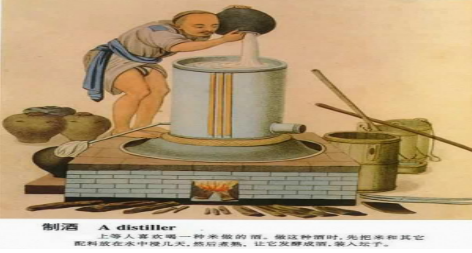 制酒 A distiller
上等人喜欢喝一种米做的酒。做这种酒时,先把米和其它
配料放在水中浸几天,然后煮熟,让它发酵成酒,装入坛子。